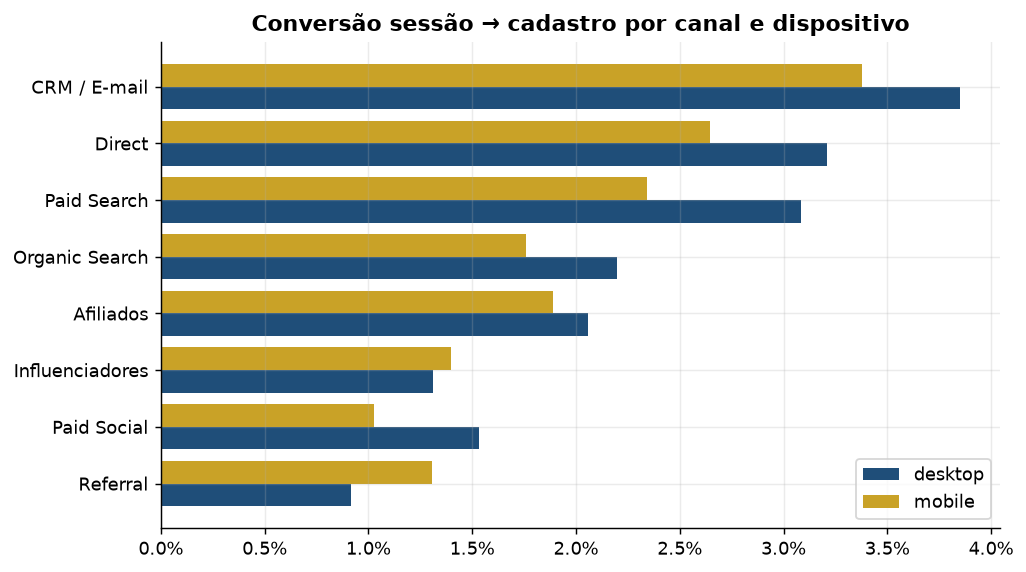 Conversão sessão → cadastro por canal e dispositivo
CRM / E-mail
Direct
Paid Search
Organic Search
Afiliados
Influenciadores
Paid Social
Referral
desktop
mobile
0.0% 0.5% 1.0% 1.5% 2.0% 2.5% 3.0% 3.5% 4.0%